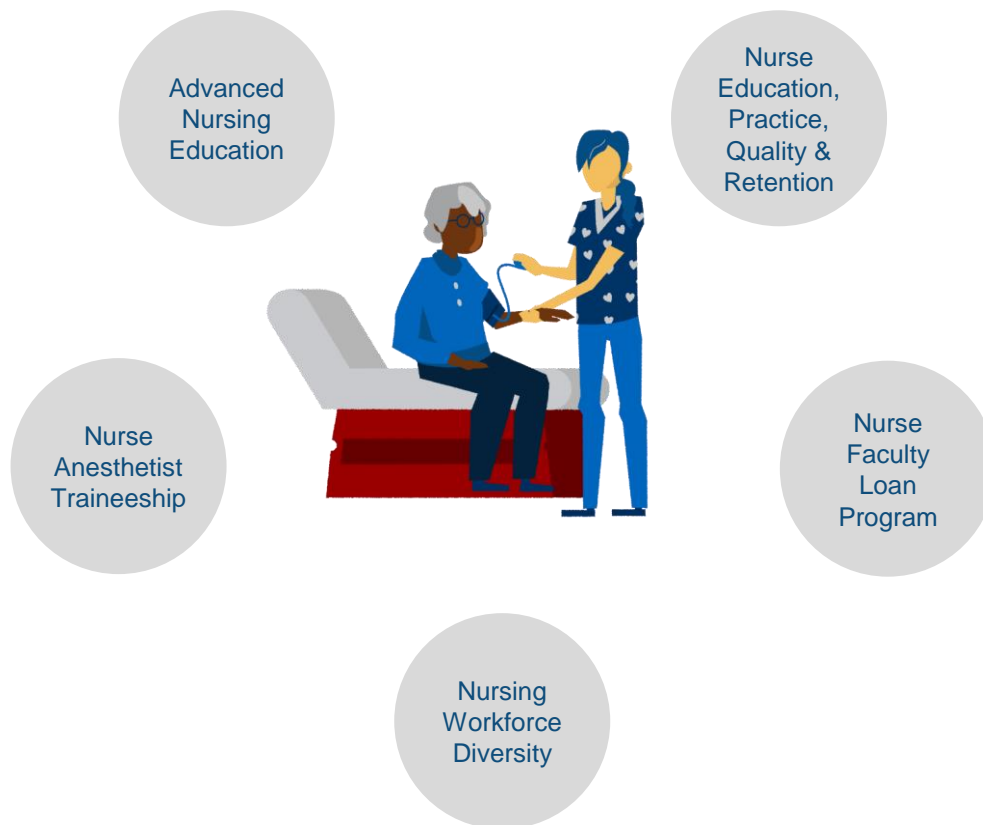 Advanced
Nursing
Education
Nurse
Education,
Practice,
Quality &
Retention
Nurse
Anesthetist
Traineeship
Nurse
Faculty
Loan
Program
Nursing
Workforce
Diversity